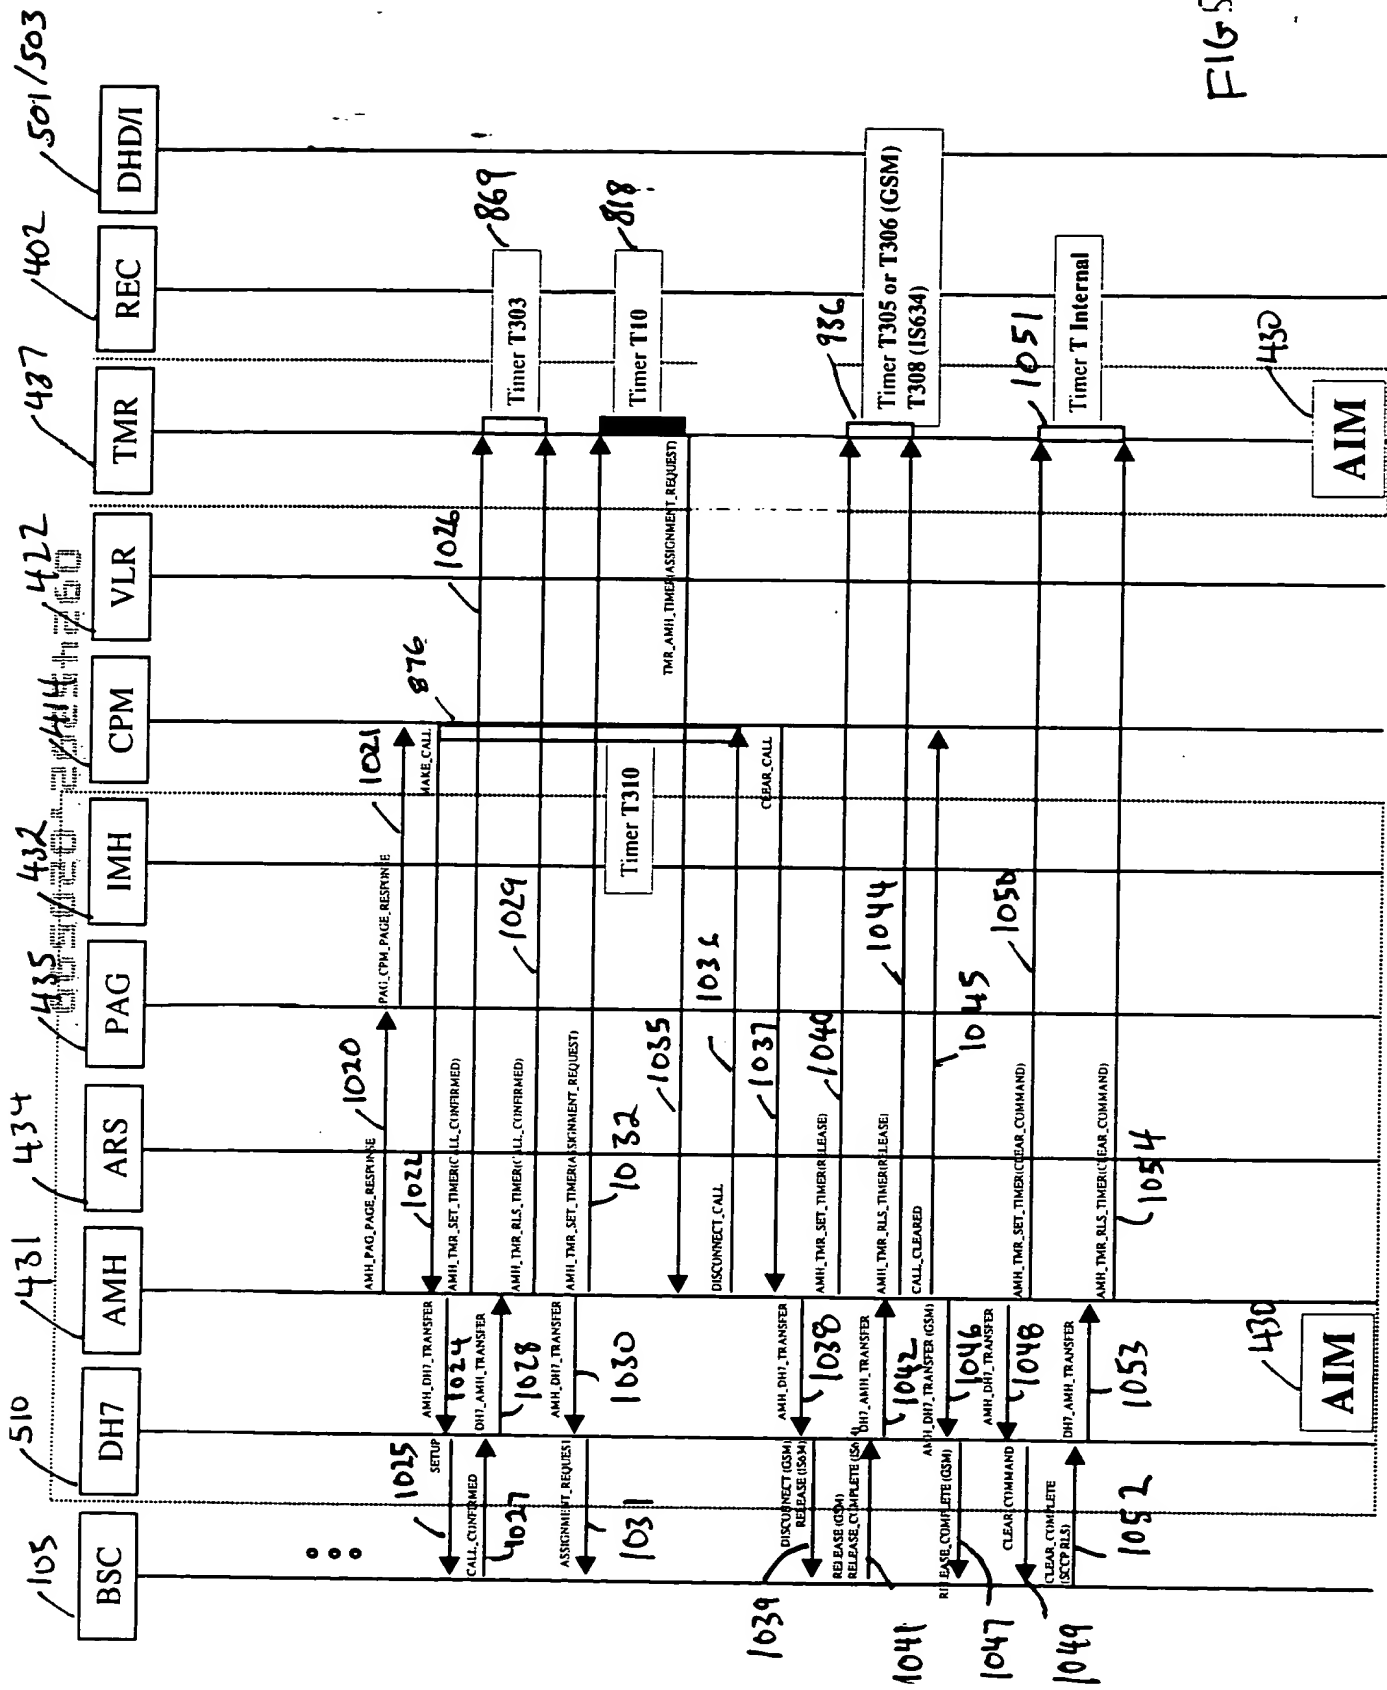 105
BSC
510
DH7
431
AMH
434
ARS
435
PAG
432
IMH
414
CPM
422
VLR
437
TMR
402
REC
501/503
DHD/I
AMH_PAG_PAGE_RESPONSE
1020
PAG_CPM_PAGE_RESPONSE
1021
MAKE_CALL
1022
876
AMH_DH7_TRANSFER
1024
SETUP
1025
AMH_TMR_SET_TIMER(CALL_CONFIRMED)
1026
Timer T303
869
CALL_CONFIRMED
1027
DH7_AMH_TRANSFER
1028
AMH_TMR_RLS_TIMER(CALL_CONFIRMED)
1029
AMH_DH7_TRANSFER
1030
ASSIGNMENT_REQUEST
1031
AMH_TMR_SET_TIMER(ASSIGNMENT_REQUEST)
1032
Timer T10
818
Timer T310
TMR_AMH_TIMER(ASSIGNMENT_REQUEST)
1035
DISCONNECT_CALL
1036
CLEAR_CALL
1037
AMH_DH7_TRANSFER
1038
DISCONNECT (GSM)
RELEASE (IS634)
1039
AMH_TMR_SET_TIMER(RELEASE)
1040
936
Timer T305 or T306 (GSM)
T308 (IS634)
RELEASE (GSM)
RELEASE_COMPLETE (IS634)
1041
DH7_AMH_TRANSFER
1042
AMH_TMR_RLS_TIMER(RELEASE)
1044
CALL_CLEARED
1045
AMH_DH7_TRANSFER (GSM)
1046
RELEASE_COMPLETE (GSM)
1047
AMH_DH7_TRANSFER
1048
CLEAR_COMMAND
1049
AMH_TMR_SET_TIMER(CLEAR_COMMAND)
1050
1051
Timer T Internal
CLEAR_COMPLETE
(SCCP RLS)
1052
DH7_AMH_TRANSFER
1053
AMH_TMR_RLS_TIMER(CLEAR_COMMAND)
1054
430
AIM
430
AIM
FIG 5